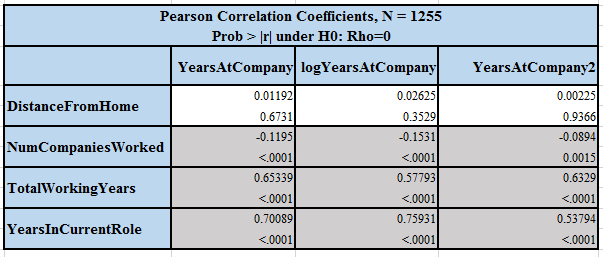 Pearson Correlation Coefficients, N = 1255
Prob > |r| under H0: Rho=0
YearsAtCompany logYearsAtCompany YearsAtCompany2
DistanceFromHome 0.01192 0.02625 0.00225
0.6731 0.3529 0.9366
NumCompaniesWorked -0.1195 -0.1531 -0.0894
<.0001 <.0001 0.0015
TotalWorkingYears 0.65339 0.57793 0.6329
<.0001 <.0001 <.0001
YearsInCurrentRole 0.70089 0.75931 0.53794
<.0001 <.0001 <.0001